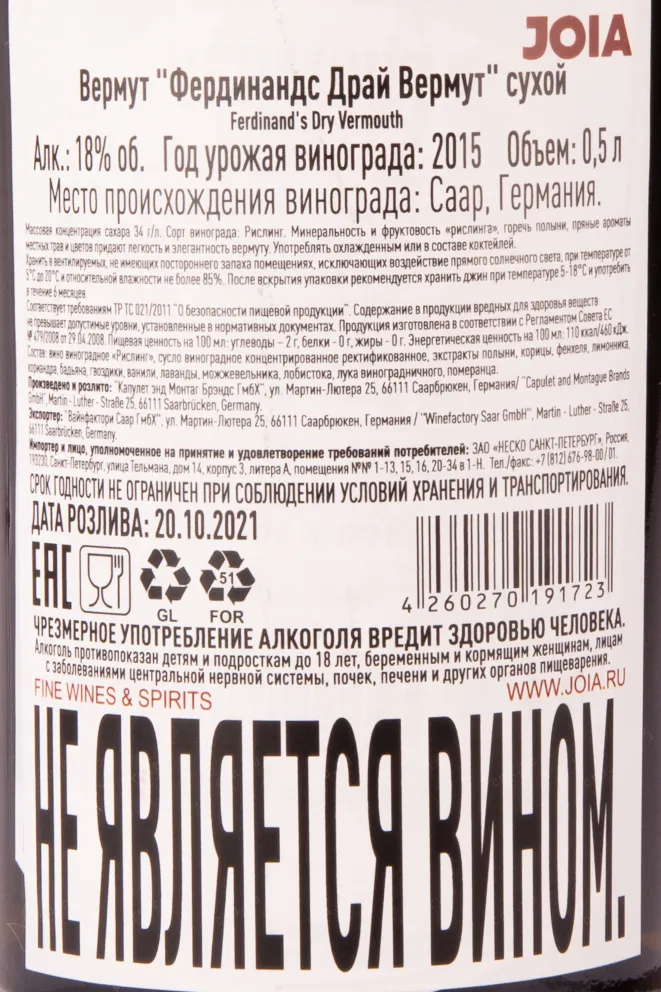 JOIA
Вермут "Фердинандс Драй Вермут" сухой
Ferdinand's Dry Vermouth
Алк.: 18% об. Год урожая винограда: 2015 Объем: 0,5 л
Место происхождения винограда: Саар, Германия.
Массовая концентрация сахара 34 г/л. Сорт винограда: Рислинг. Минеральность и фруктовость «рислинга», горечь полыни, пряные ароматы
местных трав и цветов придают легкость и элегантность вермуту. Употреблять охлажденным или в составе коктейлей.
Хранить в вентилируемых, не имеющих постороннего запаха помещениях, исключающих воздействие прямого солнечного света, при температуре от
5°С до 20°С и относительной влажности не более 85%. После вскрытия упаковки рекомендуется хранить джин при температуре 5-18°С и употребить
в течение 6 месяцев.
Соответствует требованиям ТР ТС 021/2011 "О безопасности пищевой продукции". Содержание в продукции вредных для здоровья веществ
не превышает допустимые уровни, установленные в нормативных документах. Продукция изготовлена в соответствии с Регламентом Совета ЕС
№ 479/2008 от 29.04.2008. Пищевая ценность на 100 мл: углеводы – 2 г, белки - 0 г, жиры - 0 г. Энергетическая ценность на 100 мл: 110 ккал/460 кДж.
Состав: вино виноградное «Рислинг», сусло виноградное концентрированное ректификованное, экстракты полыни, корицы, фенхеля, лимонника,
кориандра, бадьяна, гвоздики, ванили, лаванды, можжевельника, лобистока, лука виноградничного, померанца.
Произведено и розлито: "Капулет энд Монтаг Брэндс ГмбХ", ул. Мартин-Лютера 25, 66111 Саарбрюкен, Германия/ "Capulet and Montague Brands
GmbH", Martin - Luther - Straße 25, 66111 Saarbrücken, Germany.
Экспортер: "Вайнфактори Саар ГмбХ", ул. Мартин-Лютера 25, 66111 Саарбрюкен, Германия / "Winefactory Saar GmbH", Martin - Luther - Straße 25,
66111 Saarbrücken, Germany.
Импортер и лицо, уполномоченное на принятие и удовлетворение требований потребителей: ЗАО «НЕСКО САНКТ-ПЕТЕРБУРГ», Россия,
193230, Санкт-Петербург, улица Тельмана, дом 14, корпус 3, литера А, помещения №№ 1-13, 15, 16, 20-34 в 1-Н. Тел./факс: +7 (812) 676-98-00/01.
СРОК ГОДНОСТИ НЕ ОГРАНИЧЕН ПРИ СОБЛЮДЕНИИ УСЛОВИЙ ХРАНЕНИЯ И ТРАНСПОРТИРОВАНИЯ.
ДАТА РОЗЛИВА: 20.10.2021
ЕАС
51
GL FOR
4 260270 191723
ЧРЕЗМЕРНОЕ УПОТРЕБЛЕНИЕ АЛКОГОЛЯ ВРЕДИТ ЗДОРОВЬЮ ЧЕЛОВЕКА.
Алкоголь противопоказан детям и подросткам до 18 лет, беременным и кормящим женщинам, лицам
с заболеваниями центральной нервной системы, почек, печени и других органов пищеварения.
FINE WINES & SPIRITS WWW.JOIA.RU
НЕ ЯВЛЯЕТСЯ ВИНОМ.